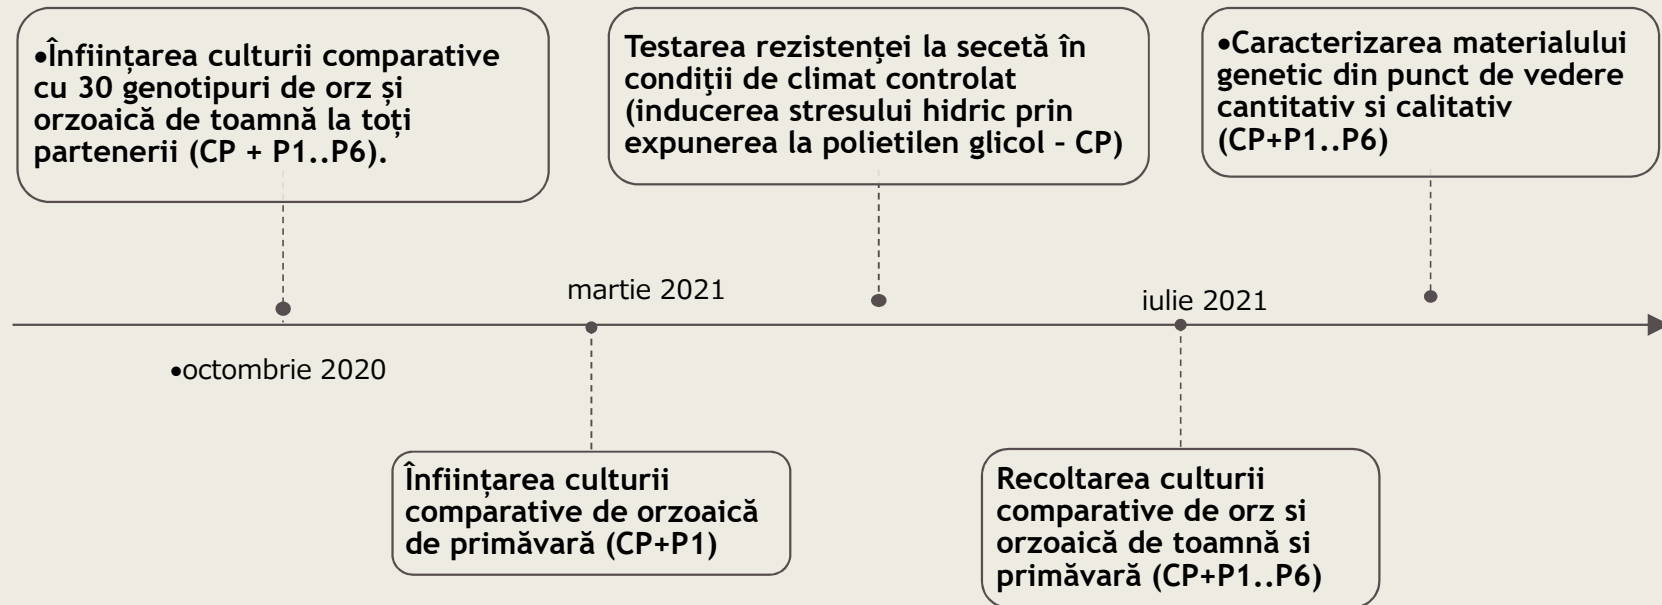 •Înființarea culturii comparative
cu 30 genotipuri de orz și
orzoaică de toamnă la toți
partenerii (CP + P1..P6).
Testarea rezistenţei la secetă în
condiţii de climat controlat
(inducerea stresului hidric prin
expunerea la polietilen glicol – CP)
•Caracterizarea materialului
genetic din punct de vedere
cantitativ si calitativ
(CP+P1..P6)
martie 2021
iulie 2021
•octombrie 2020
Înființarea culturii
comparative de orzoaică
de primăvară (CP+P1)
Recoltarea culturii
comparative de orz si
orzoaică de toamnă si
primăvară (CP+P1..P6)